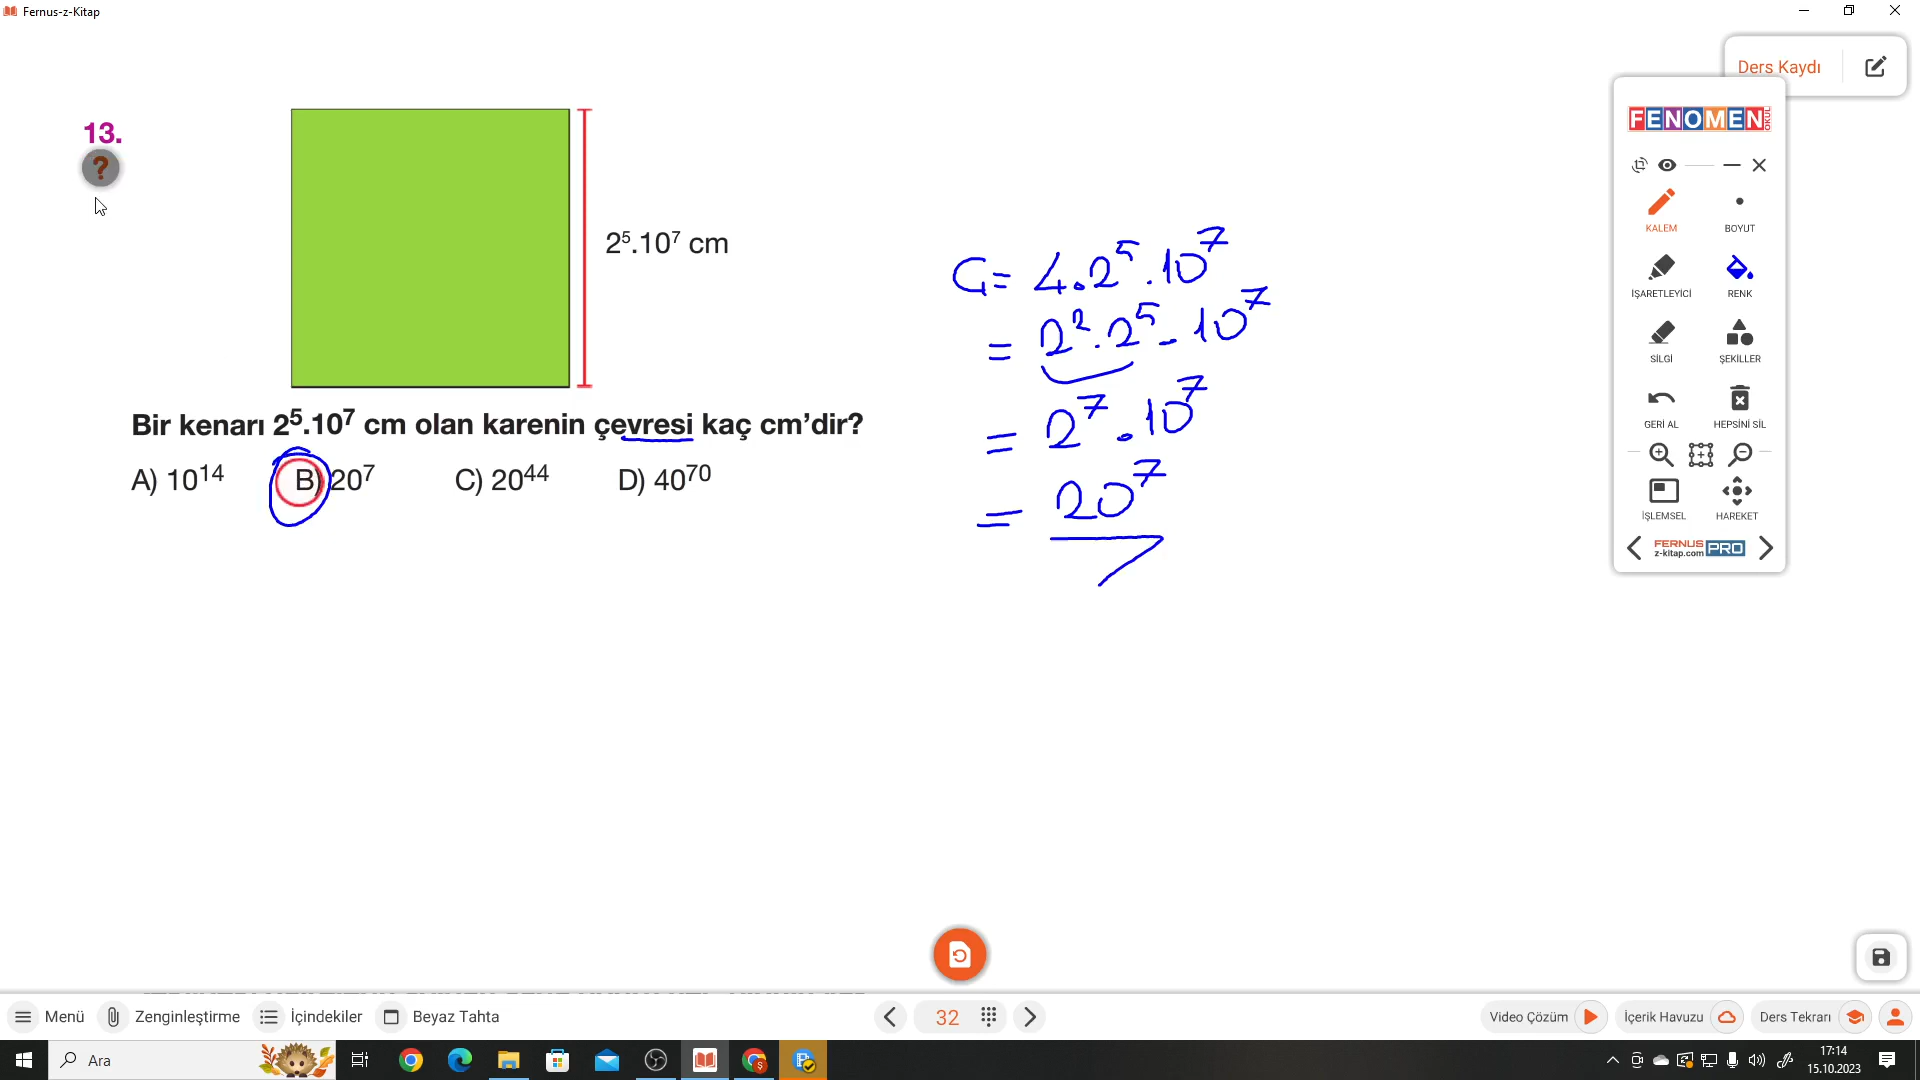 Fernus-z-Kitap
Ders Kaydı
13.
?
2⁵.10⁷ cm
Bir kenarı 2⁵.10⁷ cm olan karenin çevresi kaç cm'dir?
A) 10¹⁴ B) 20⁷ C) 20⁴⁴ D) 40⁷⁰
Ç= 4.2⁵.10⁷
= 2².2⁵.10⁷
= 2⁷.10⁷
= 20⁷
FENOMEN OKUL
KALEM BOYUT
İŞARETLEYİCİ RENK
SİLGİ ŞEKİLLER
GERİ AL HEPSİNİ SİL
İŞLEMSEL HAREKET
FERNUS z-kitap.com PRO
Menü Zenginleştirme İçindekiler Beyaz Tahta 32 Video Çözüm İçerik Havuzu Ders Tekrarı
Ara
17:14
15.10.2023